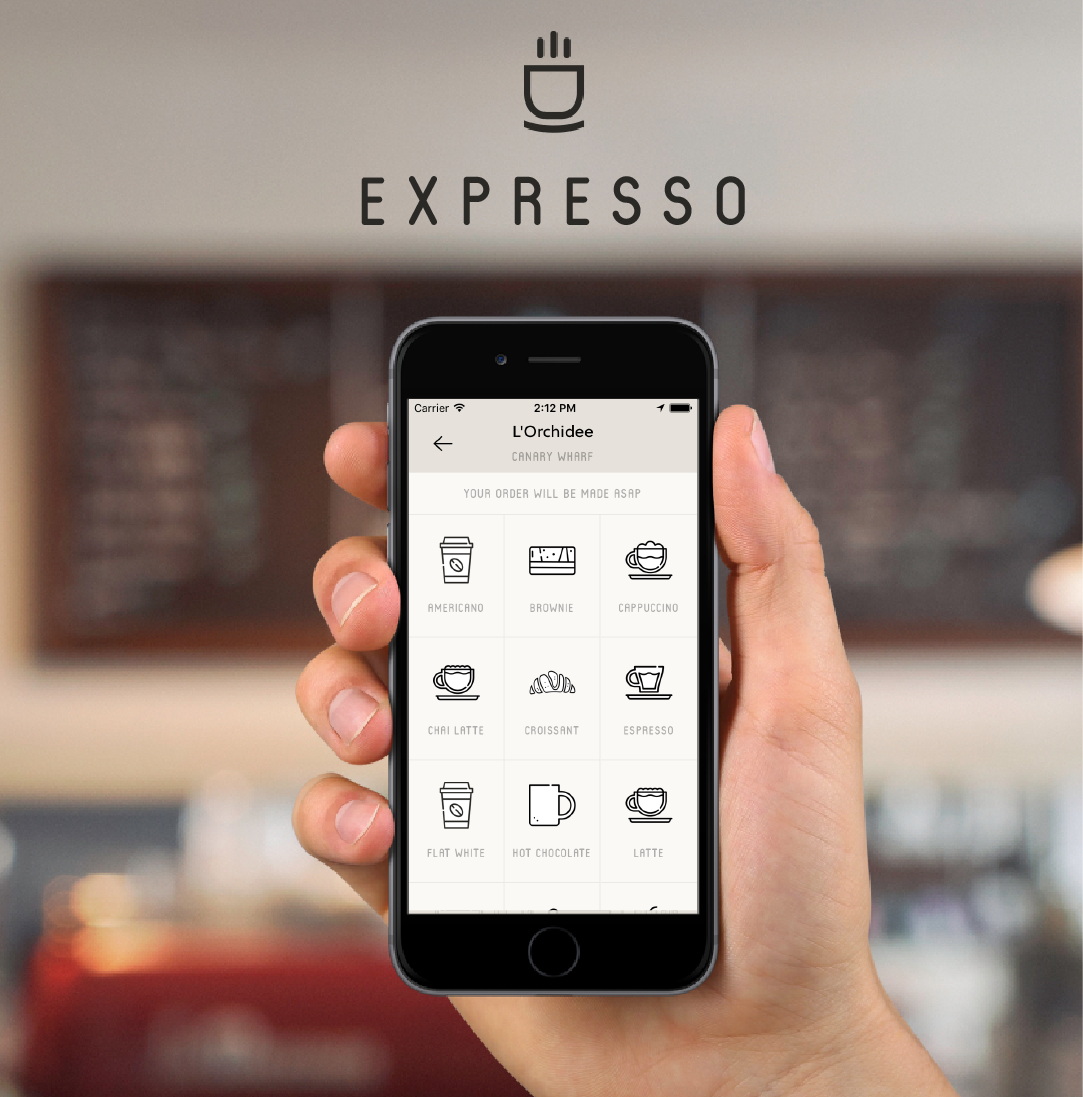 EXPRESSO
Carrier 2:12 PM
L'Orchidee
CANARY WHARF
YOUR ORDER WILL BE MADE ASAP
AMERICANO BROWNIE CAPPUCCINO
CHAI LATTE CROISSANT ESPRESSO
FLAT WHITE HOT CHOCOLATE LATTE